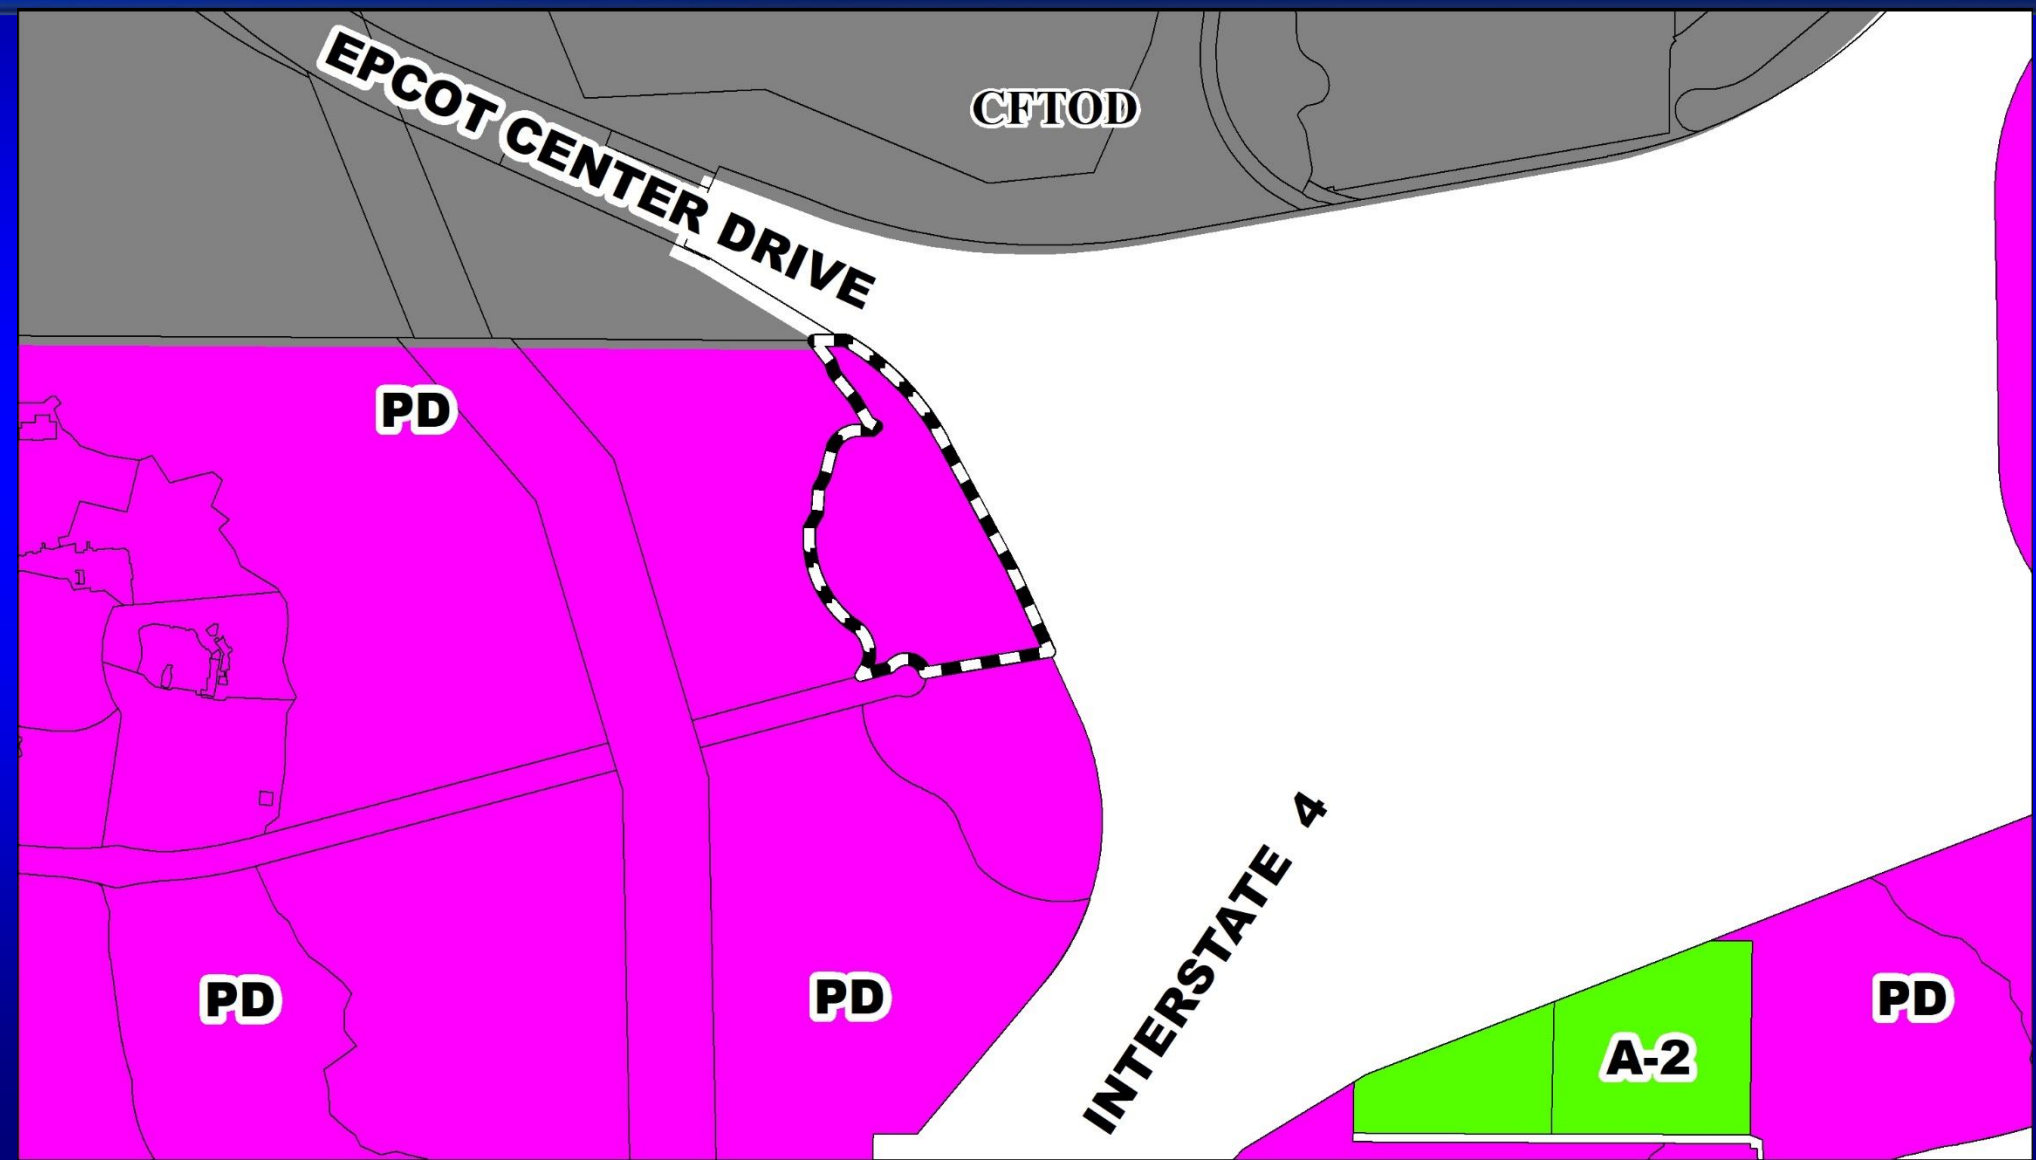 EPCOT CENTER DRIVE
CFTOD
PD
INTERSTATE 4
PD
PD
PD
A-2